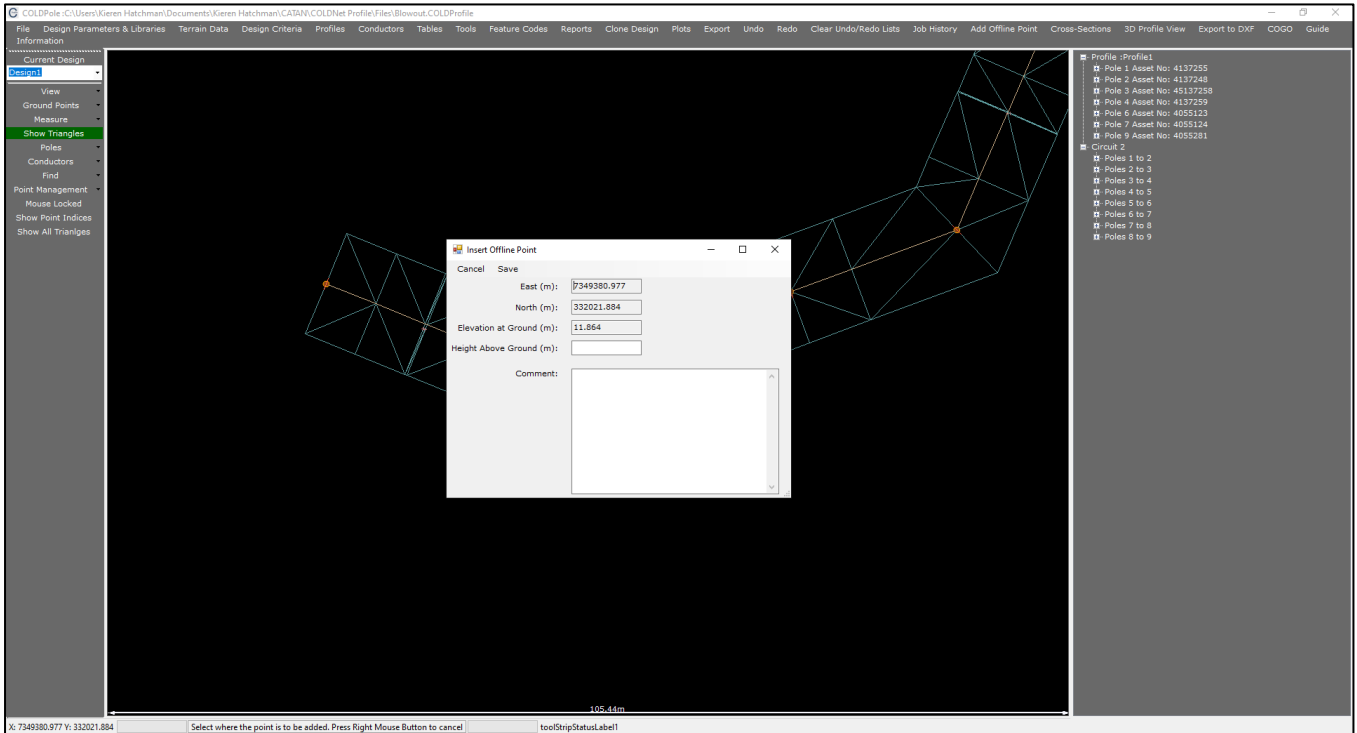 COLDPole :C:\Users\Kieren Hatchman\Documents\Kieren Hatchman\CATAN\COLDNet Profile\Files\Blowout.COLDProfile
File Design Parameters & Libraries Terrain Data Design Criteria Profiles Conductors Tables Tools Feature Codes Reports Clone Design Plots Export Undo Redo Clear Undo/Redo Lists Job History Add Offline Point Cross-Sections 3D Profile View Export to DXF COGO Guide
Information
Current Design
Design1
View
Ground Points
Measure
Show Triangles
Poles
Conductors
Find
Point Management
Mouse Locked
Show Point Indices
Show All Trianlges
Insert Offline Point
Cancel Save
East (m): 7349380.977
North (m): 332021.884
Elevation at Ground (m): 11.864
Height Above Ground (m):
Comment:
105.44m
Profile :Profile1
Pole 1 Asset No: 4137255
Pole 2 Asset No: 4137248
Pole 3 Asset No: 45137258
Pole 4 Asset No: 4137259
Pole 6 Asset No: 4055123
Pole 7 Asset No: 4055124
Pole 9 Asset No: 4055281
Circuit 2
Poles 1 to 2
Poles 2 to 3
Poles 3 to 4
Poles 4 to 5
Poles 5 to 6
Poles 6 to 7
Poles 7 to 8
Poles 8 to 9
X: 7349380.977 Y: 332021.884 Select where the point is to be added. Press Right Mouse Button to cancel toolStripStatusLabel1